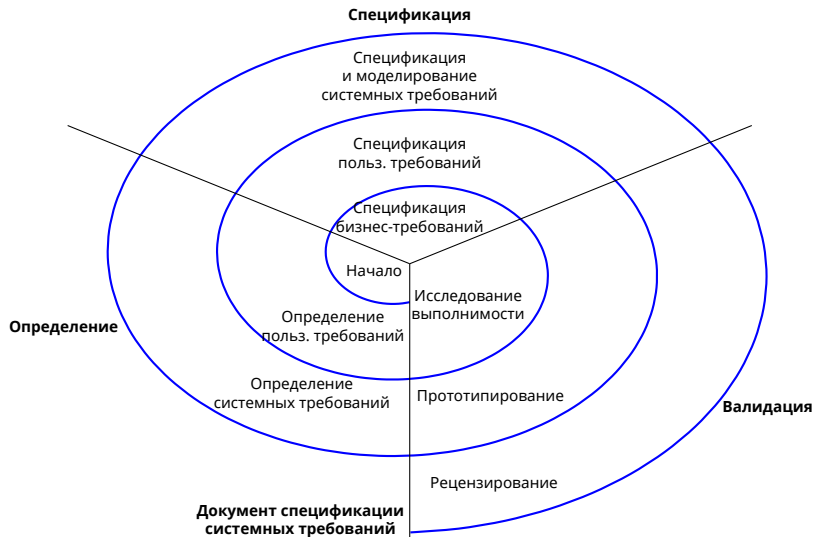 Спецификация
Спецификация
и моделирование
системных требований
Спецификация
польз. требований
Спецификация
бизнес-требований
Начало
Исследование
выполнимости
Определение
польз. требований
Определение
Определение
системных требований
Прототипирование
Валидация
Рецензирование
Документ спецификации
системных требований